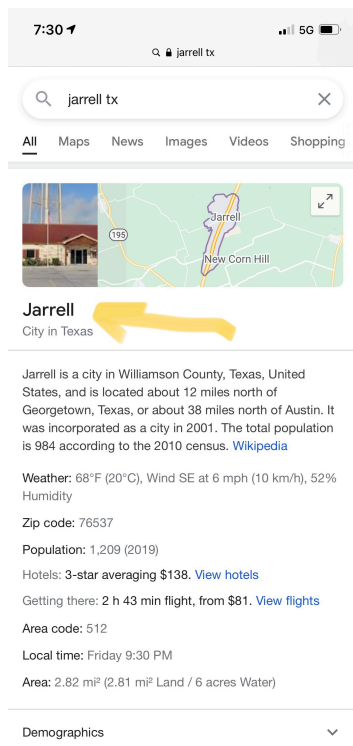 7:30
5G
jarrell tx
jarrell tx
All Maps News Images Videos Shopping
195
Jarrell
New Corn Hill
Jarrell
City in Texas
Jarrell is a city in Williamson County, Texas, United
States, and is located about 12 miles north of
Georgetown, Texas, or about 38 miles north of Austin. It
was incorporated as a city in 2001. The total population
is 984 according to the 2010 census. Wikipedia
Weather: 68°F (20°C), Wind SE at 6 mph (10 km/h), 52%
Humidity
Zip code: 76537
Population: 1,209 (2019)
Hotels: 3-star averaging $138. View hotels
Getting there: 2 h 43 min flight, from $81. View flights
Area code: 512
Local time: Friday 9:30 PM
Area: 2.82 mi² (2.81 mi² Land / 6 acres Water)
Demographics